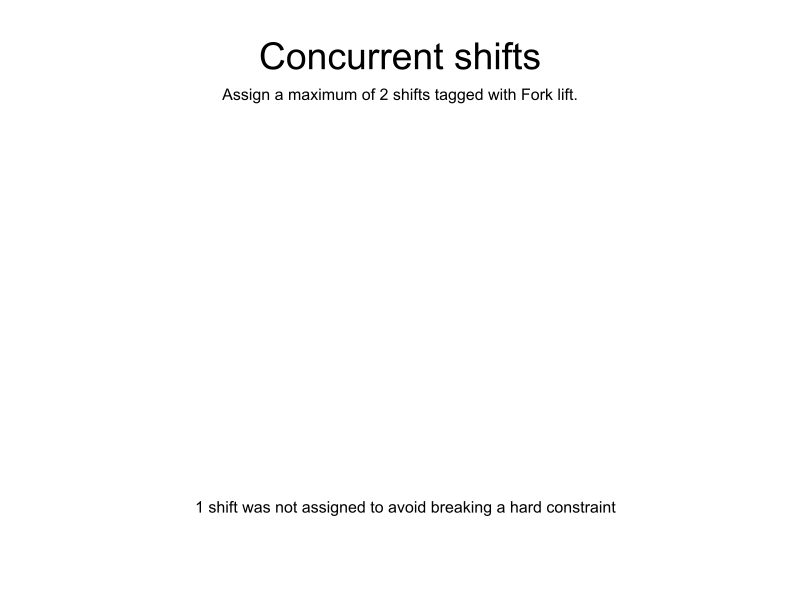 Concurrent shifts
Assign a maximum of 2 shifts tagged with Fork lift.
1 shift was not assigned to avoid breaking a hard constraint